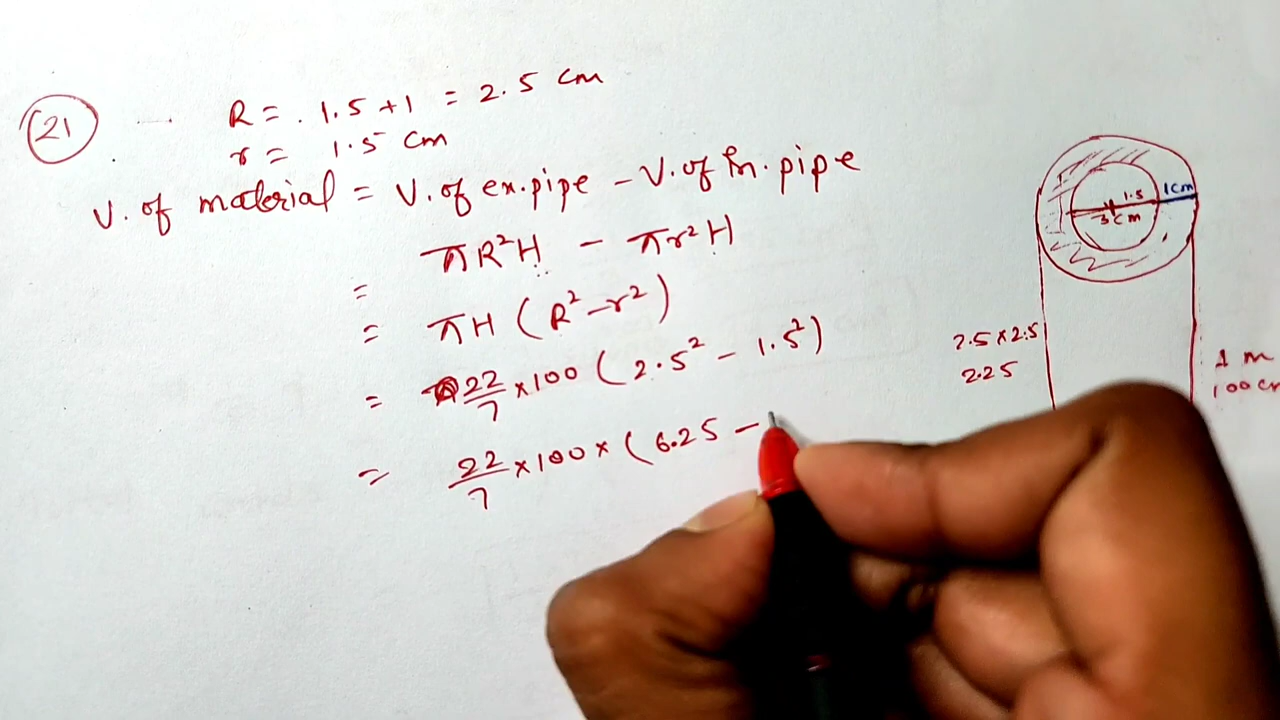 21
R = 1.5 + 1 = 2.5 cm
r = 1.5 cm
V. of material = V. of ex. pipe - V. of In. pipe
= πR²H - πr²H
= πH (R² - r²)
= 22/7 × 100 (2.5² - 1.5²)
= 22/7 × 100 × (6.25 -
1.5
1cm
3cm
2.5 × 2.5
2.25
1 m
100 cm